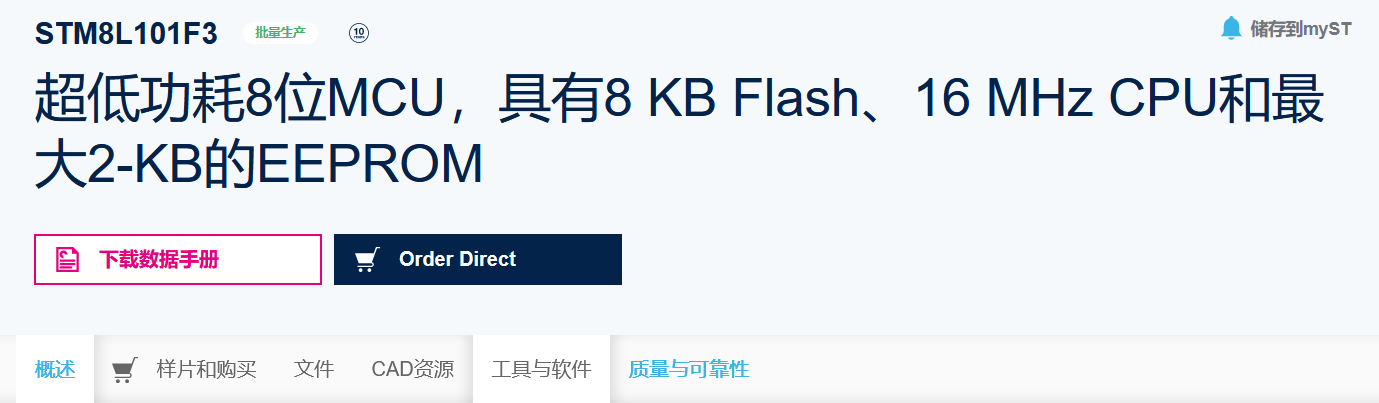 STM8L101F3 批量生产 10 YEARS 储存到myST
超低功耗8位MCU，具有8 KB Flash、16 MHz CPU和最
大2-KB的EEPROM
下载数据手册 Order Direct
概述 样片和购买 文件 CAD资源 工具与软件 质量与可靠性